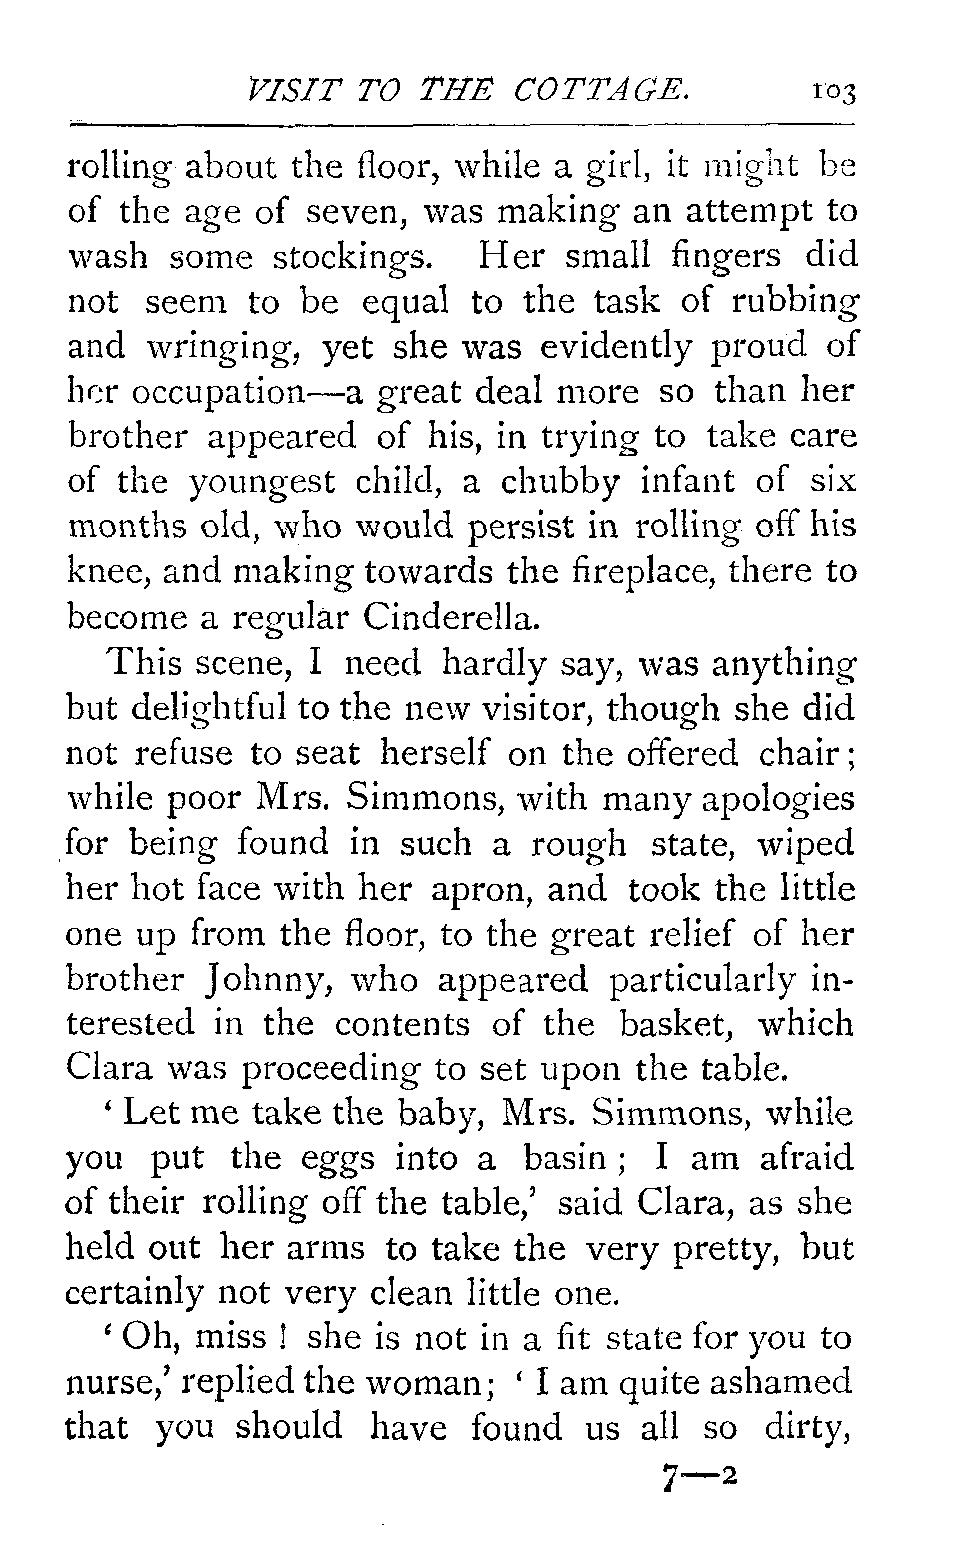 VISIT TO THE COTTAGE. 103
rolling about the floor, while a girl, it might be
of the age of seven, was making an attempt to
wash some stockings. Her small fingers did
not seem to be equal to the task of rubbing
and wringing, yet she was evidently proud of
her occupation—a great deal more so than her
brother appeared of his, in trying to take care
of the youngest child, a chubby infant of six
months old, who would persist in rolling off his
knee, and making towards the fireplace, there to
become a regular Cinderella.
This scene, I need hardly say, was anything
but delightful to the new visitor, though she did
not refuse to seat herself on the offered chair;
while poor Mrs. Simmons, with many apologies
for being found in such a rough state, wiped
her hot face with her apron, and took the little
one up from the floor, to the great relief of her
brother Johnny, who appeared particularly in-
terested in the contents of the basket, which
Clara was proceeding to set upon the table.
‘ Let me take the baby, Mrs. Simmons, while
you put the eggs into a basin ; I am afraid
of their rolling off the table,’ said Clara, as she
held out her arms to take the very pretty, but
certainly not very clean little one.
‘ Oh, miss ! she is not in a fit state for you to
nurse,’ replied the woman; ‘ I am quite ashamed
that you should have found us all so dirty,
7—2